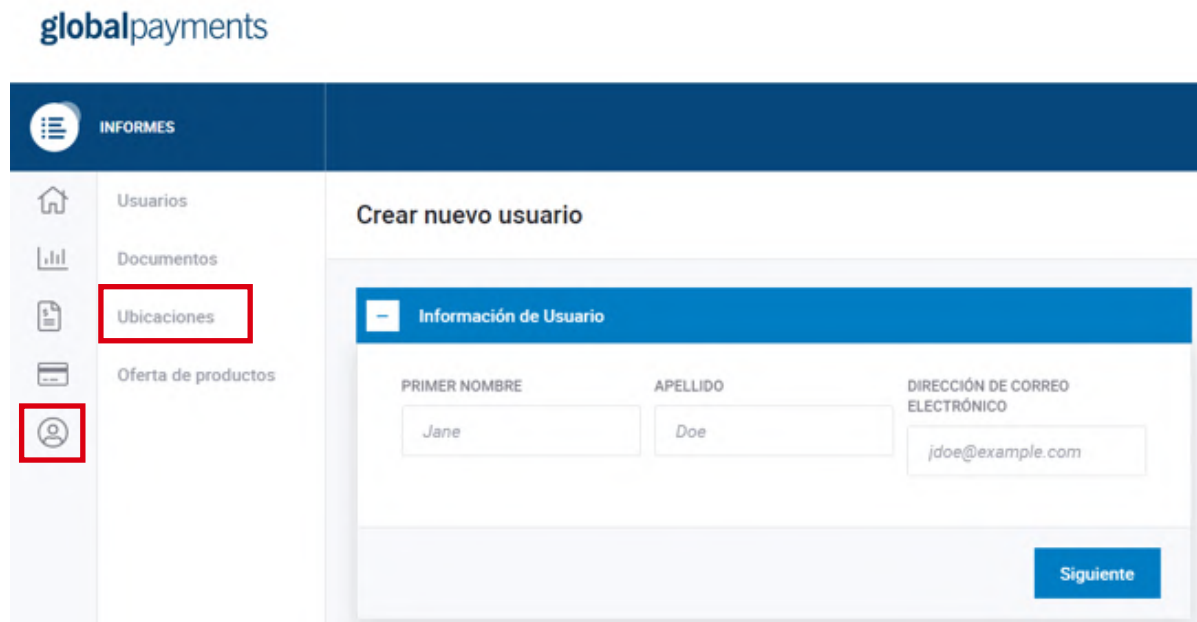 globalpayments
INFORMES
Usuarios
Documentos
Ubicaciones
Oferta de productos
Crear nuevo usuario
Información de Usuario
PRIMER NOMBRE
APELLIDO
DIRECCIÓN DE CORREO
ELECTRÓNICO
Jane
Doe
jdoe@example.com
Siguiente